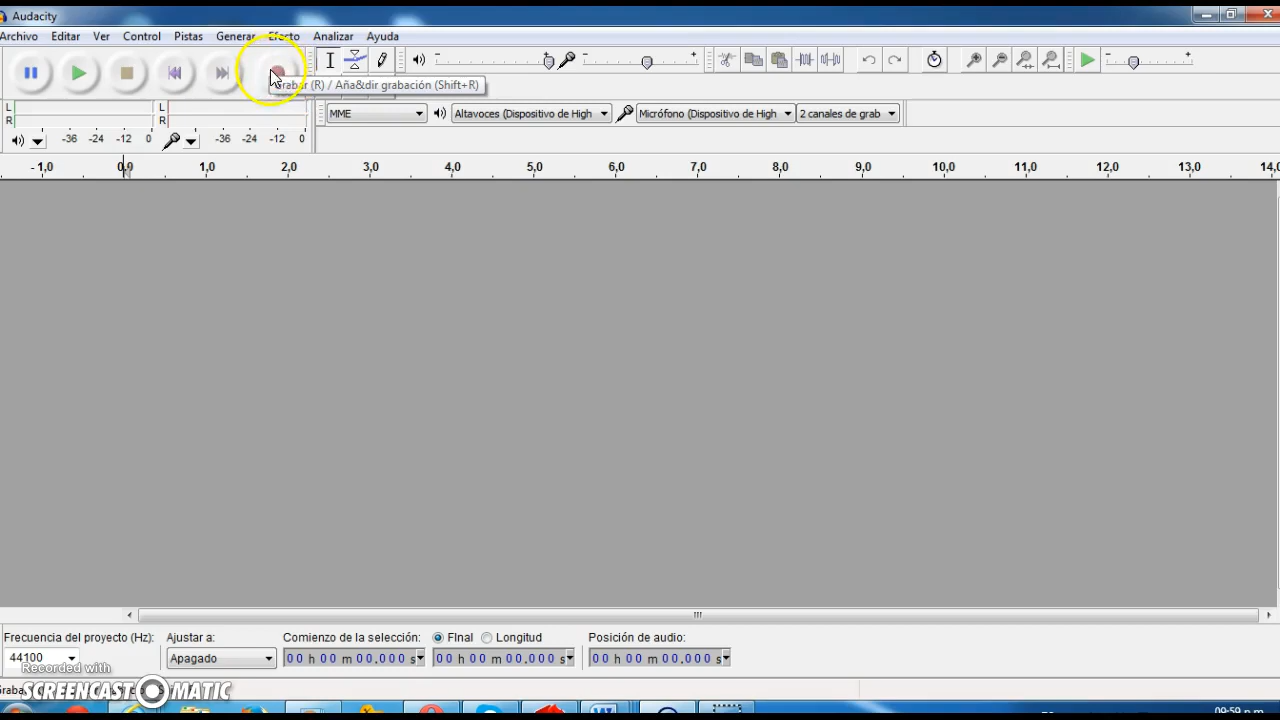 Audacity
Archivo Editar Ver Control Pistas Generar Efecto Analizar Ayuda
Grabar (R) / Aña&dir grabación (Shift+R)
L L
R R
MME Altavoces (Dispositivo de High Micrófono (Dispositivo de High 2 canales de grab
-36 -24 -12 0 -36 -24 -12 0
- 1,0 0,0 1,0 2,0 3,0 4,0 5,0 6,0 7,0 8,0 9,0 10,0 11,0 12,0 13,0 14,0
Frecuencia del proyecto (Hz): Ajustar a: Comienzo de la selección: FInal Longitud Posición de audio:
44100 Apagado 00 h 00 m 00,000 s 00 h 00 m 00,000 s 00 h 00 m 00,000 s
Recorded with
SCREENCAST MATIC
09:59 p.m.